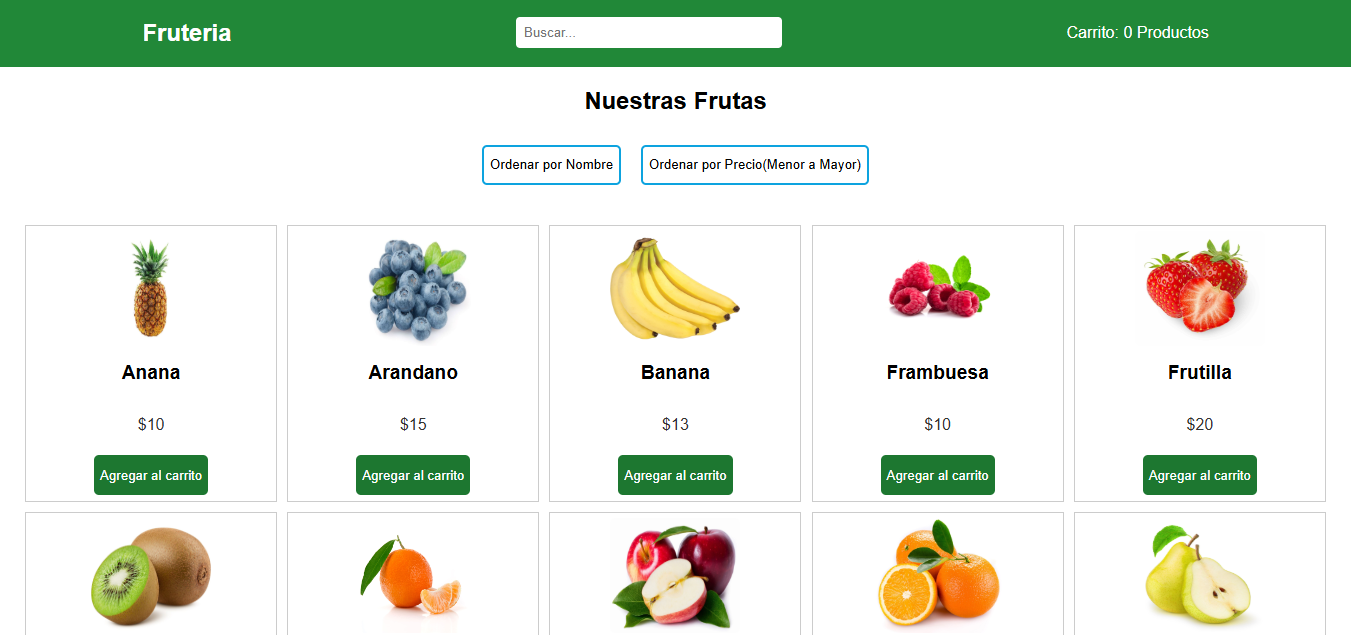 Fruteria
Buscar...
Carrito: 0 Productos
Nuestras Frutas
Ordenar por Nombre
Ordenar por Precio(Menor a Mayor)
Anana
Arandano
Banana
Frambuesa
Frutilla
$10
$15
$13
$10
$20
Agregar al carrito
Agregar al carrito
Agregar al carrito
Agregar al carrito
Agregar al carrito